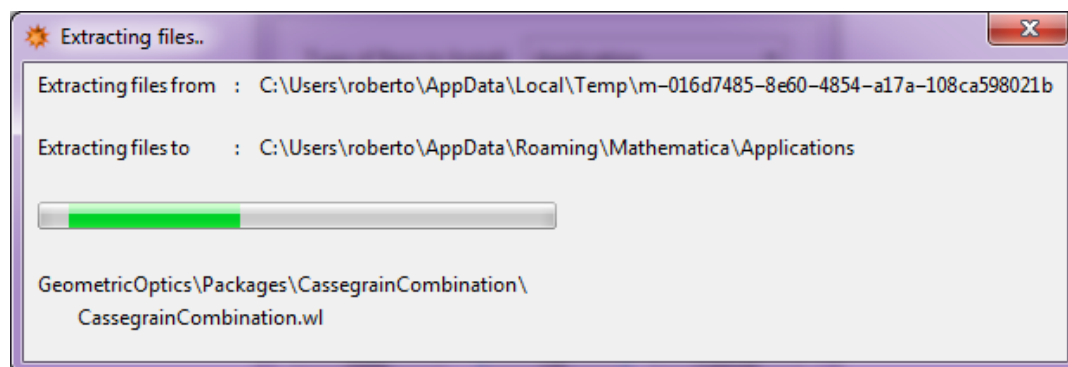 Extracting files..
Extracting files from : C:\Users\roberto\AppData\Local\Temp\m-016d7485-8e60-4854-a17a-108ca598021b
Extracting files to : C:\Users\roberto\AppData\Roaming\Mathematica\Applications
GeometricOptics\Packages\CassegrainCombination\
CassegrainCombination.wl